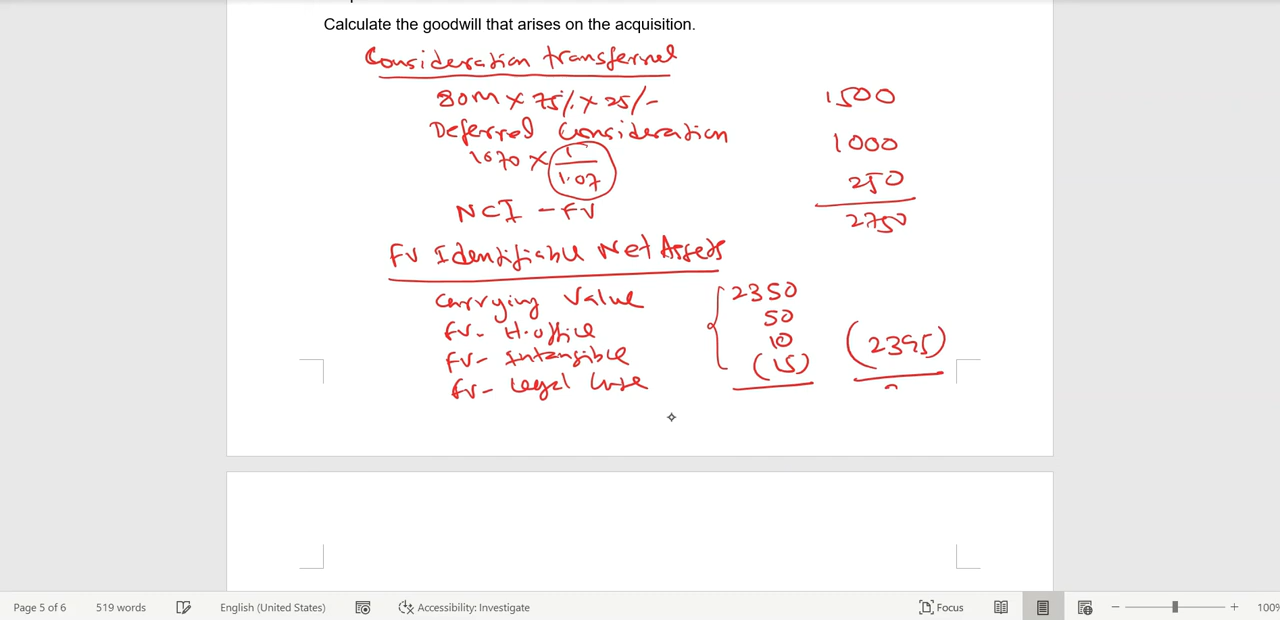 Calculate the goodwill that arises on the acquisition.
Consideration transferred
80M x 75% x 25/- 1500
Deferred Consideration
1070 x 1/1.07 1000
NCI - FV 250
2750
FV Identifiable Net Assets
Carrying Value 2350
FV- H.office 50
FV- Intangible 10 (2395)
FV- Legal Case (15)
Page 5 of 6 519 words English (United States) Accessibility: Investigate Focus − + 100%